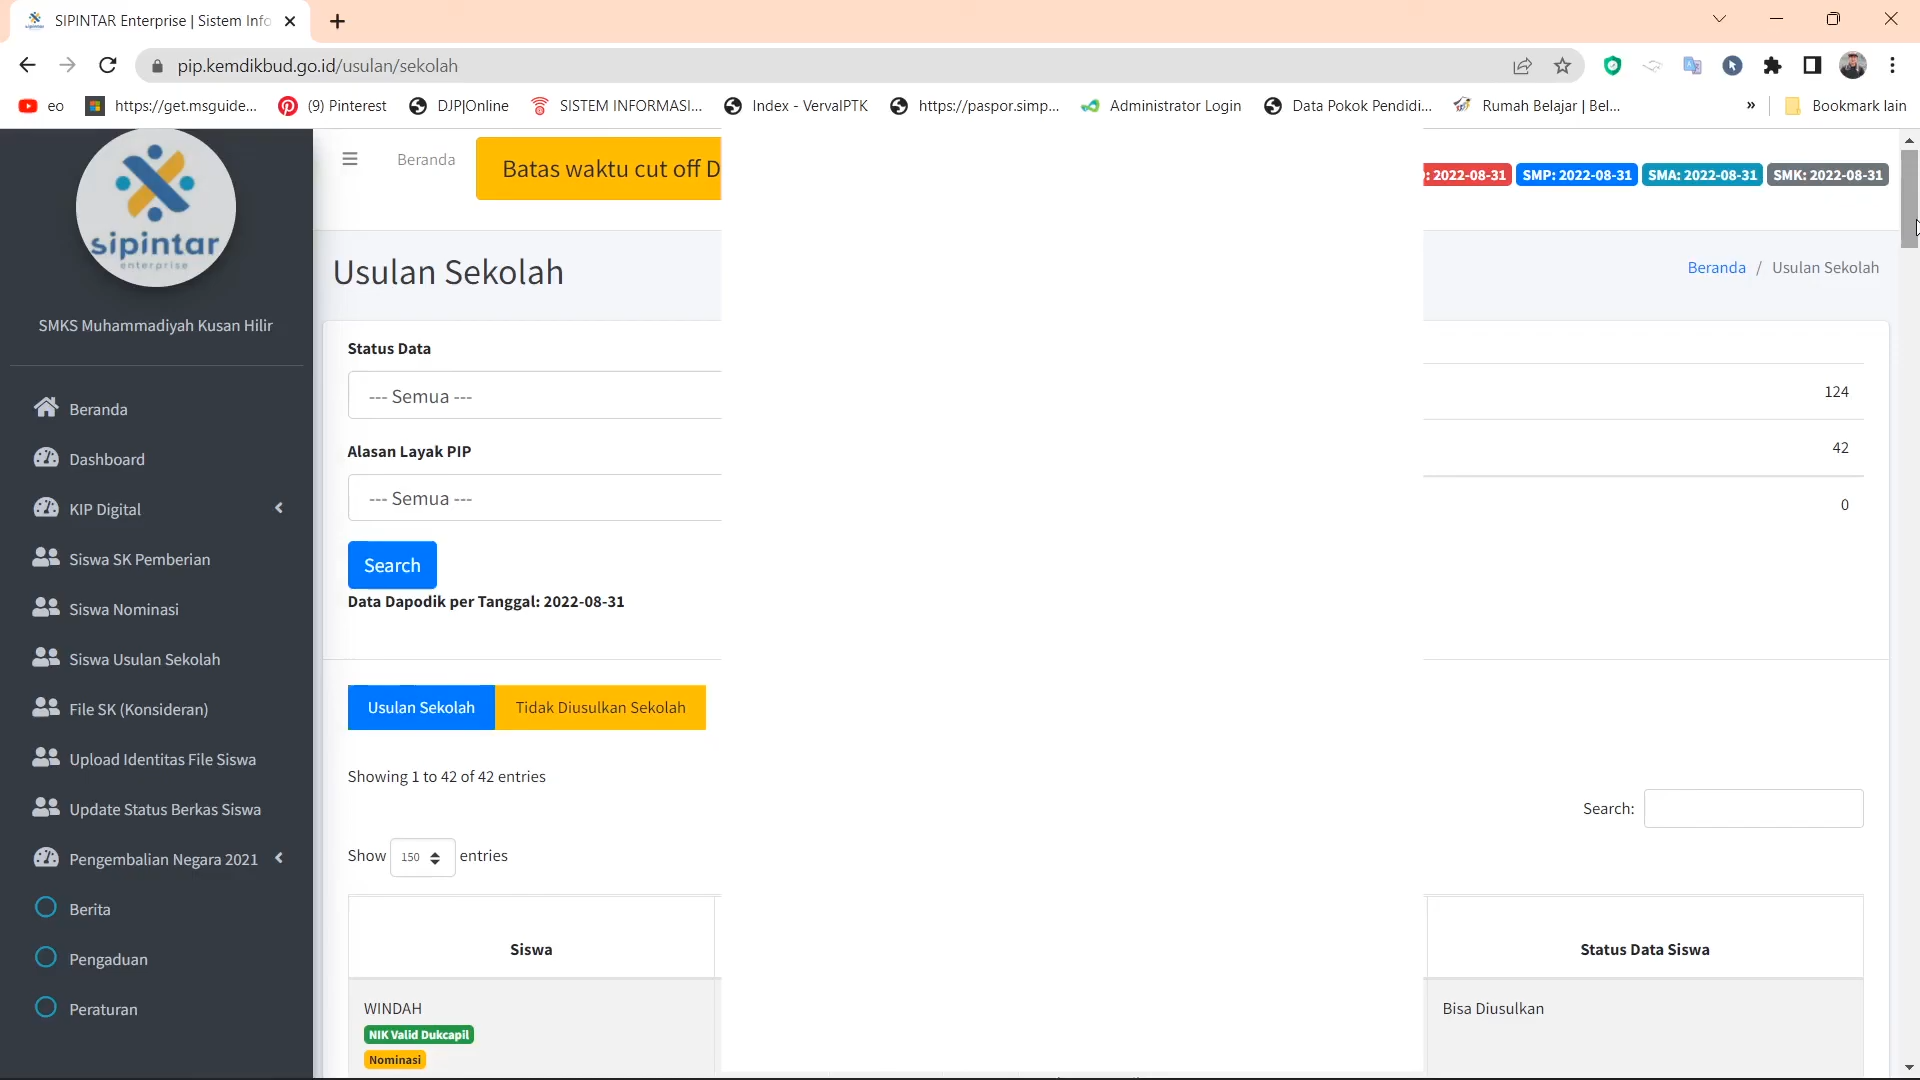 SIPINTAR Enterprise | Sistem Info
pip.kemdikbud.go.id/usulan/sekolah
eo
https://get.msguide...
(9) Pinterest
DJP|Online
SISTEM INFORMASI...
Index - VervalPTK
https://paspor.simp...
Administrator Login
Data Pokok Pendidi...
Rumah Belajar | Bel...
»
Bookmark lain
sipintar
enterprise
SMKS Muhammadiyah Kusan Hilir
Beranda
Dashboard
KIP Digital
Siswa SK Pemberian
Siswa Nominasi
Siswa Usulan Sekolah
File SK (Konsideran)
Upload Identitas File Siswa
Update Status Berkas Siswa
Pengembalian Negara 2021
Berita
Pengaduan
Peraturan
Beranda
Batas waktu cut off D
: 2022-08-31
SMP: 2022-08-31
SMA: 2022-08-31
SMK: 2022-08-31
Usulan Sekolah
Beranda / Usulan Sekolah
Status Data
--- Semua ---
124
Alasan Layak PIP
42
--- Semua ---
0
Search
Data Dapodik per Tanggal: 2022-08-31
Usulan Sekolah
Tidak Diusulkan Sekolah
Showing 1 to 42 of 42 entries
Search:
Show 150 entries
Siswa
Status Data Siswa
WINDAH
Bisa Diusulkan
NIK Valid Dukcapil
Nominasi